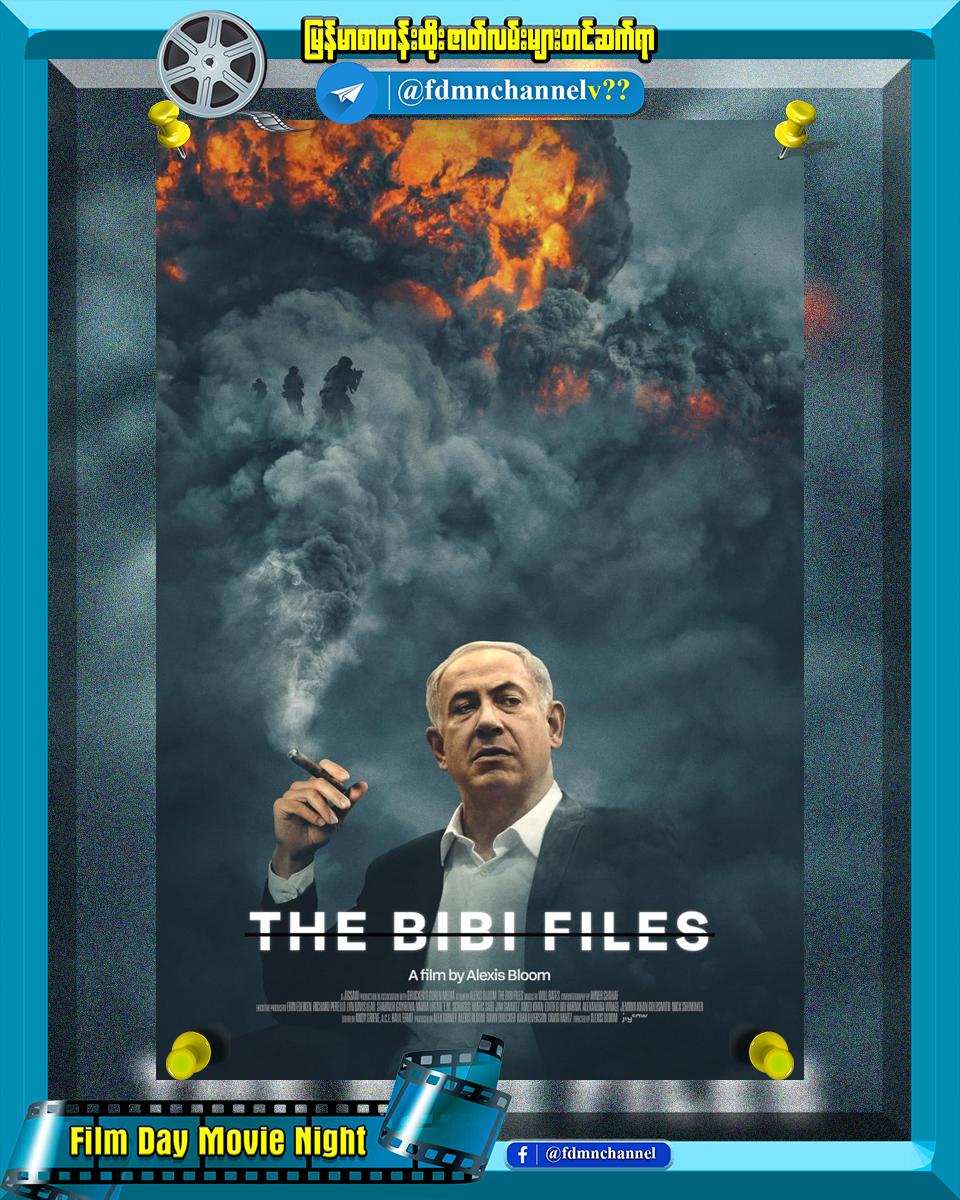 မြန်မာစာတန်းထိုးဇာတ်လမ်းများတင်ဆက်ရာ
@fdmnchannelv??
THE BIBI FILES
A film by Alexis Bloom
Film Day Movie Night
@fdmnchannel